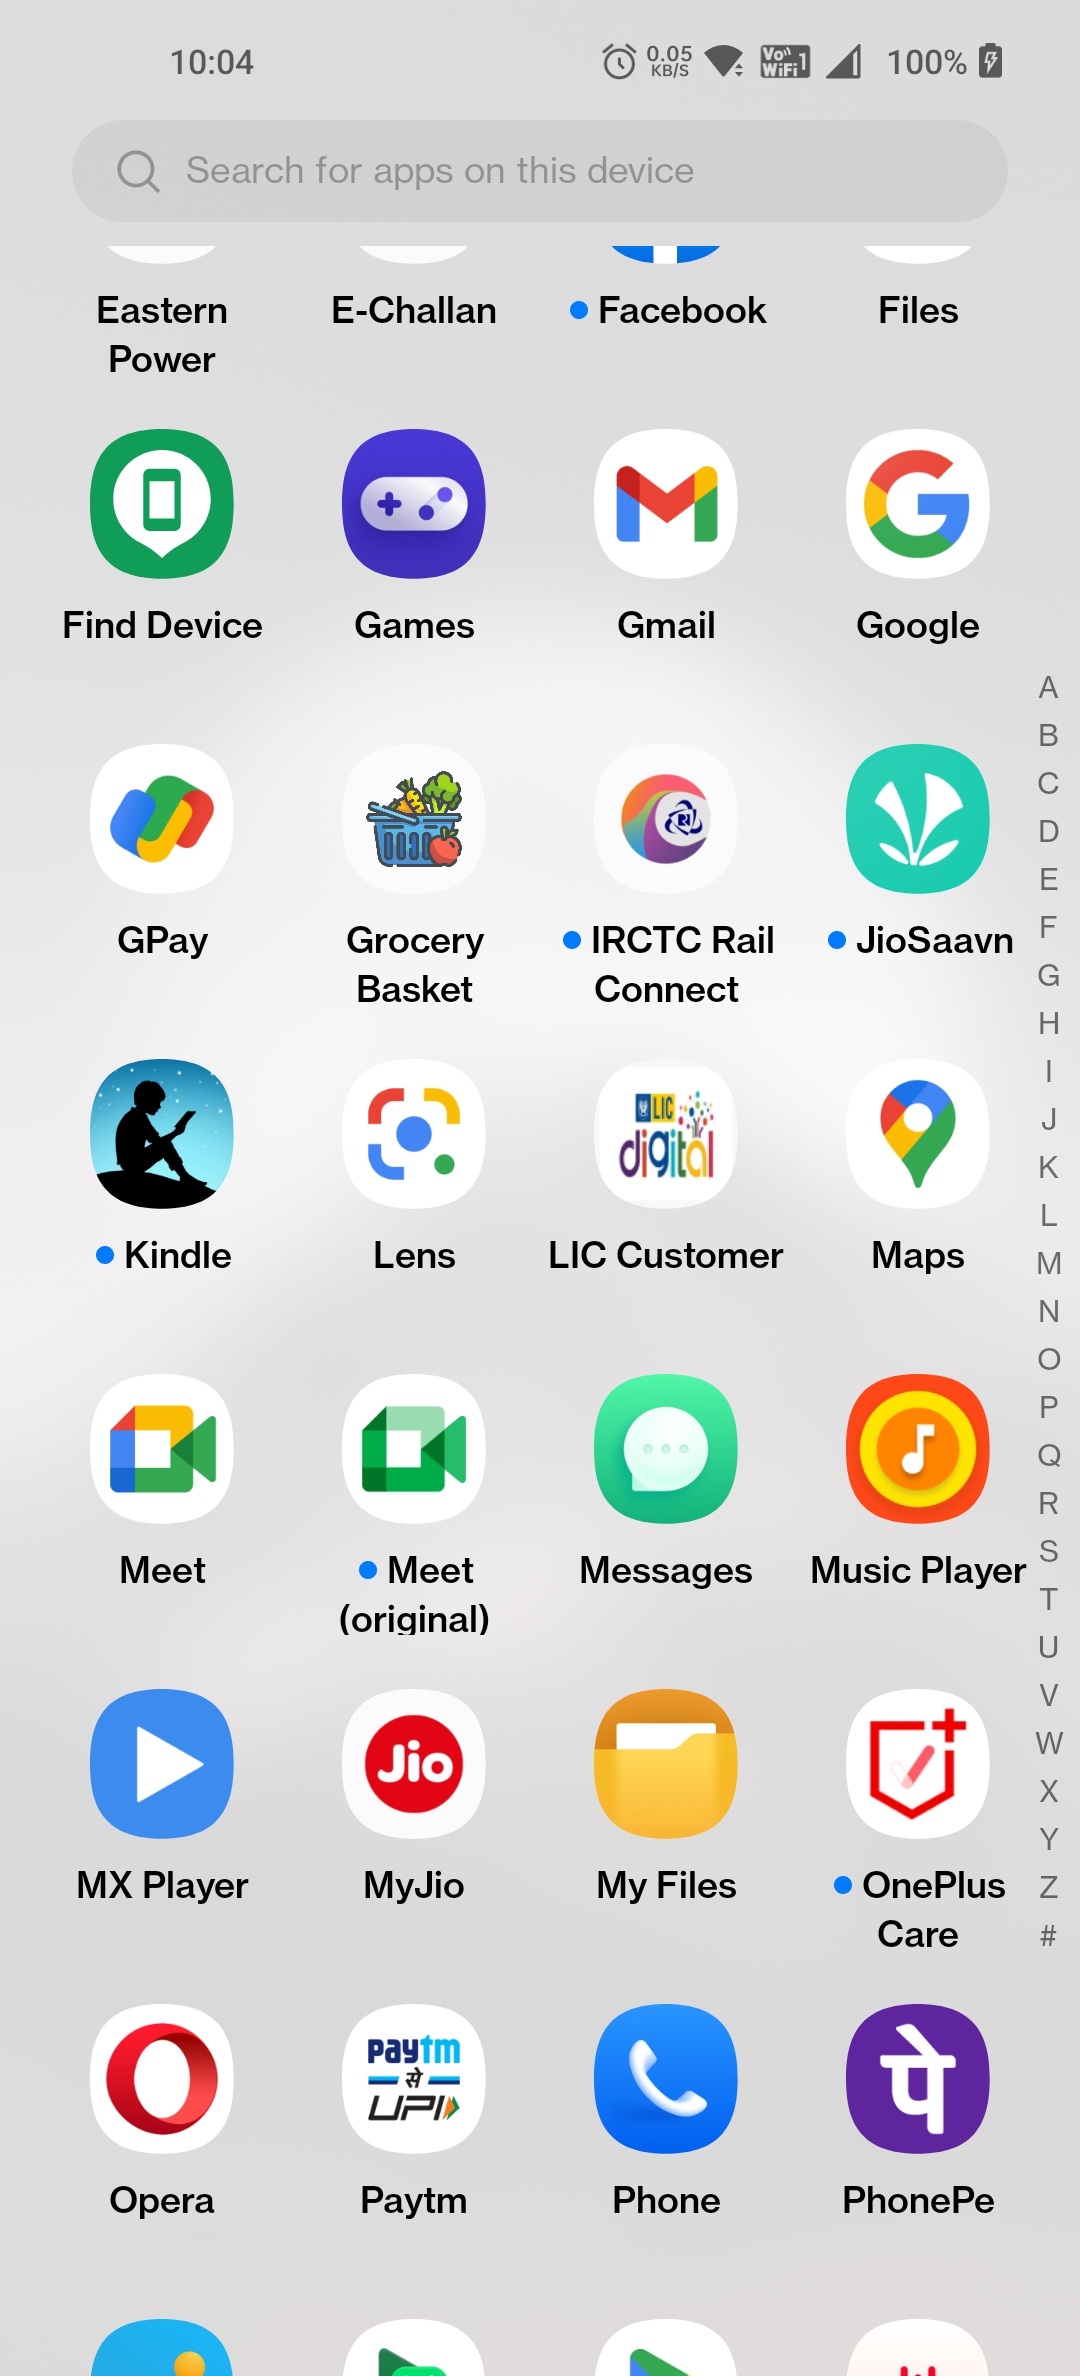 10:04
0.05
KB/S
Vo
WiFi 1
100%
Search for apps on this device
Eastern
Power
E-Challan
Facebook
Files
Find Device
Games
Gmail
Google
GPay
Grocery
Basket
IRCTC Rail
Connect
JioSaavn
LIC
digital
Kindle
Lens
LIC Customer
Maps
Meet
Meet
(original)
Messages
Music Player
Jio
MX Player
MyJio
My Files
OnePlus
Care
paytm
से
UPI
पे
Opera
Paytm
Phone
PhonePe
A
B
C
D
E
F
G
H
I
J
K
L
M
N
O
P
Q
R
S
T
U
V
W
X
Y
Z
#